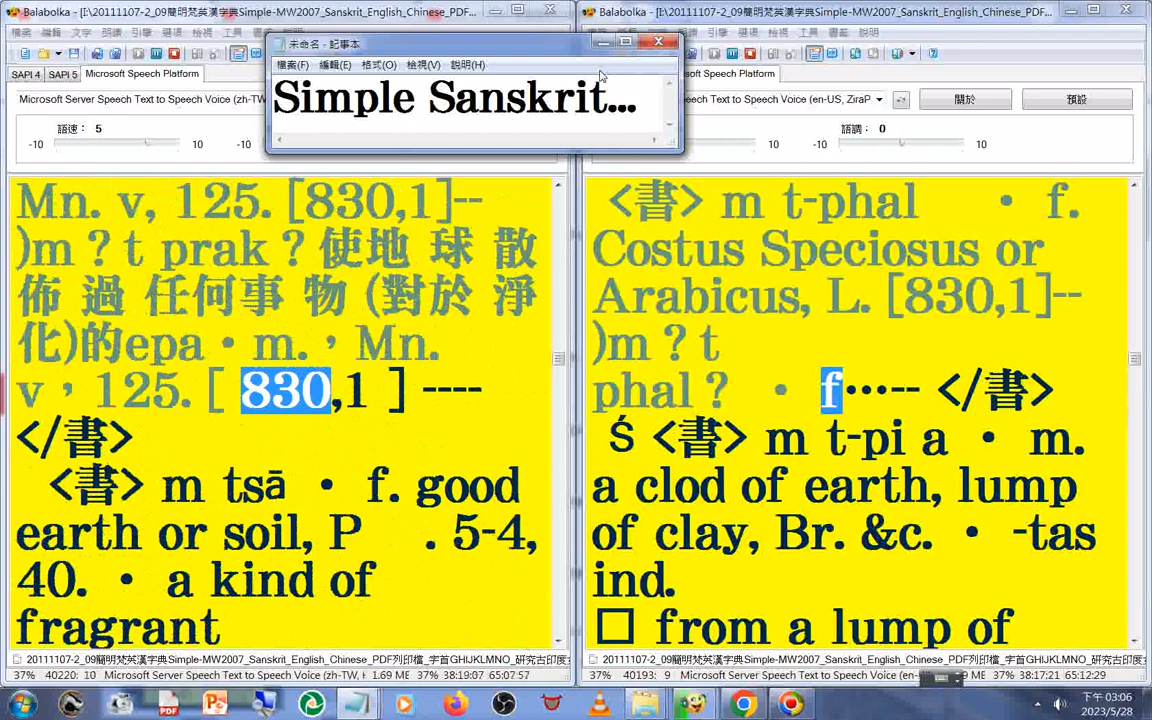 Balabolka - [I:\20111107-2_09簡明梵英漢字典Simple-MW2007_Sanskrit_English_Chinese_PDF...
Balabolka - [I:\20111107-2_09簡明梵英漢字典Simple-MW2007_Sanskrit_English_Chinese_PDF...
未命名 - 記事本
檔案(F) 編輯(E) 格式(O) 檢視(V) 說明(H)
Simple Sanskrit...
SAPI 4 SAPI 5 Microsoft Speech Platform
Speech Platform
Microsoft Server Speech Text to Speech Voice (zh-TW
eech Text to Speech Voice (en-US, ZiraP
關於
預設
語速： 5
-10 10 -10
語調： 0
10 -10 10
Mn. v, 125. [830,1]--
)m？t prak？使地 球 散
佈 過 任何事 物 (對於 淨
化)的epa・m.，Mn.
v，125. [ 830,1 ] ----
</書>
<書> m tsā ・ f. good
earth or soil, P . 5-4,
40. ・ a kind of
fragrant
<書> m t-phal ・ f.
Costus Speciosus or
Arabicus, L. [830,1]--
)m？t
phal？ ・ f…-- </書>
Ś <書> m t-pi a ・ m.
a clod of earth, lump
of clay, Br. &c. ・ -tas
ind.
□ from a lump of
20111107-2_09簡明梵英漢字典Simple-MW2007_Sanskrit_English_Chinese_PDF列印檔_字首GHIJKLMNO_研究古印度
20111107-2_09簡明梵英漢字典Simple-MW2007_Sanskrit_English_Chinese_PDF列印檔_字首GHIJKLMNO_研究古印度
37% 40220: 10 Microsoft Server Speech Text to Speech Voice (zh-TW, H 1.69 ME 37% 38:19:07 65:07:57
37% 40193: 9 Microsoft Server Speech Text to Speech Voice (en-US 37% 38:17:21 65:12:29
下午 03:06
2023/5/28